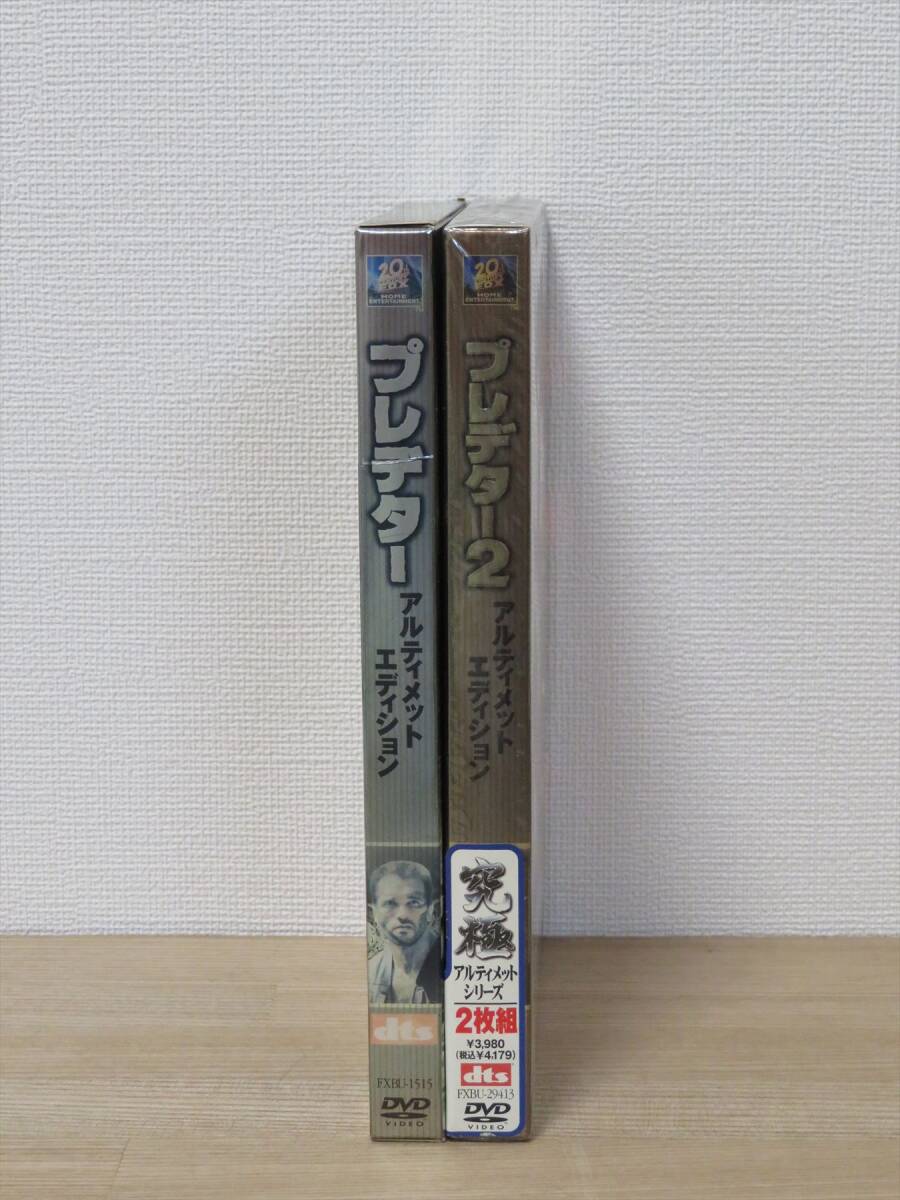 20th
CENTURY
FOX
HOME
ENTERTAINMENT
プレデター
アルティメット
エディション
dts
FXBU-1515
DVD
VIDEO
20th
CENTURY
FOX
HOME
ENTERTAINMENT
プレデター2
アルティメット
エディション
究極
アルティメット
シリーズ
2枚組
¥3,980
(税込¥4,179)
dts
FXBU-29413
DVD
VIDEO